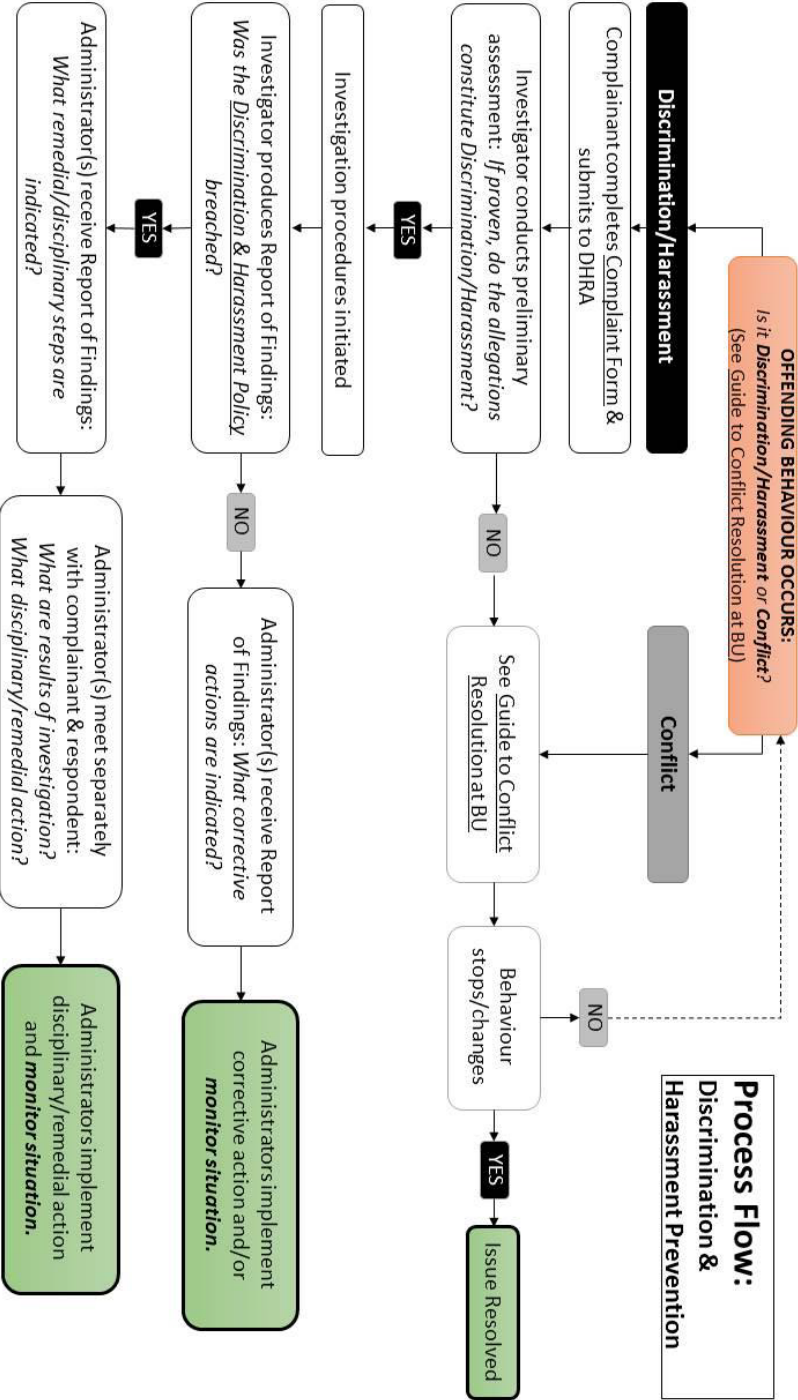 OFFENDING BEHAVIOUR OCCURS:
Is it Discrimination/Harassment or Conflict?
(See Guide to Conflict Resolution at BU)
Process Flow:
Discrimination &
Harassment Prevention
Discrimination/Harassment
Conflict
NO
Complainant completes Complaint Form &
submits to DHRA
Investigator conducts preliminary
assessment: If proven, do the allegations
constitute Discrimination/Harassment?
NO
See Guide to Conflict
Resolution at BU
Behaviour
stops/changes
YES
Issue Resolved
YES
Investigation procedures initiated
Investigator produces Report of Findings:
Was the Discrimination & Harassment Policy
breached?
NO
Administrator(s) receive Report
of Findings: What corrective
actions are indicated?
Administrators implement
corrective action and/or
monitor situation.
YES
Administrator(s) receive Report of Findings:
What remedial/disciplinary steps are
indicated?
Administrator(s) meet separately
with complainant & respondent:
What are results of investigation?
What disciplinary/remedial action?
Administrators implement
disciplinary/remedial action
and monitor situation.